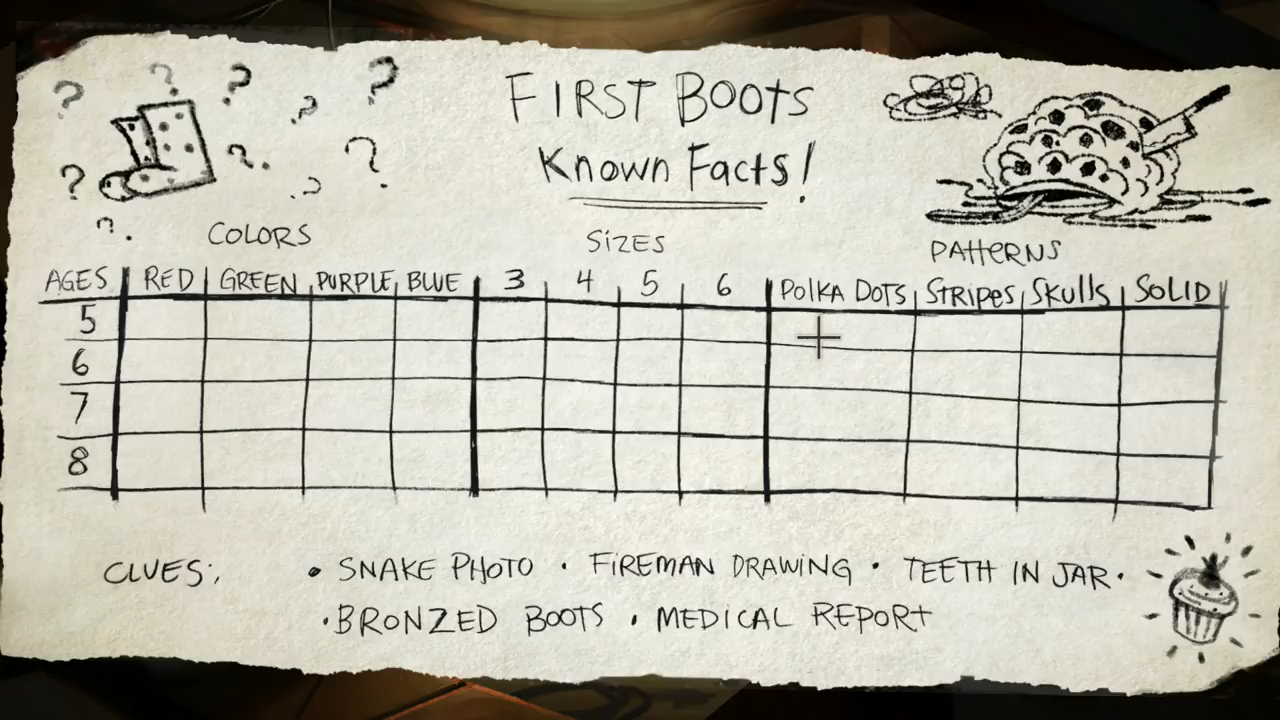 FIRST BOOTS
Known Facts!
COLORS SIZES PATTERNS
AGES RED GREEN PURPLE BLUE 3 4 5 6 POLKA DOTS STRIPES SKULLS SOLID
5
6
7
8
CLUES: • SNAKE PHOTO • FIREMAN DRAWING • TEETH IN JAR •
• BRONZED BOOTS • MEDICAL REPORT